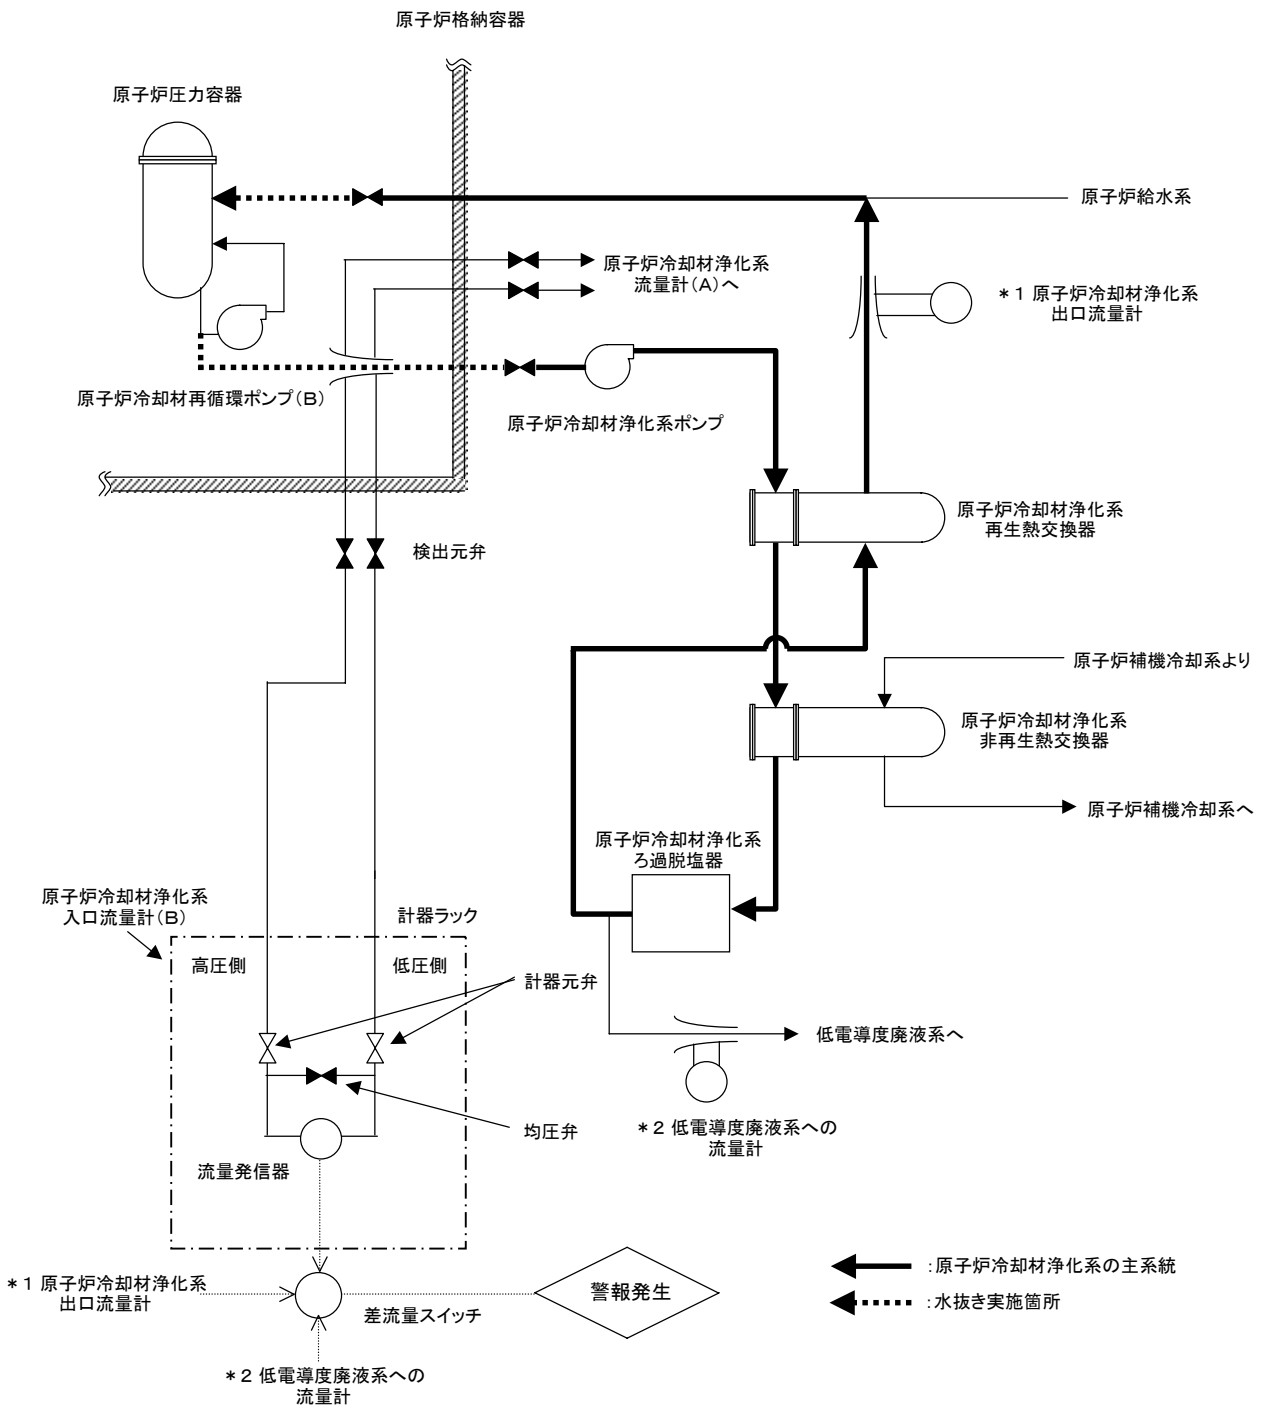 原子炉格納容器
原子炉圧力容器
原子炉給水系
原子炉冷却材浄化系
流量計(A)へ
*1 原子炉冷却材浄化系
出口流量計
原子炉冷却材再循環ポンプ(B)
原子炉冷却材浄化系ポンプ
原子炉冷却材浄化系
再生熱交換器
検出元弁
原子炉補機冷却系より
原子炉冷却材浄化系
非再生熱交換器
原子炉補機冷却系へ
原子炉冷却材浄化系
ろ過脱塩器
原子炉冷却材浄化系
入口流量計(B)
計器ラック
高圧側
低圧側
計器元弁
低電導度廃液系へ
均圧弁
*2 低電導度廃液系への
流量計
流量発信器
*1 原子炉冷却材浄化系
出口流量計
差流量スイッチ
警報発生
:原子炉冷却材浄化系の主系統
:水抜き実施箇所
*2 低電導度廃液系への
流量計